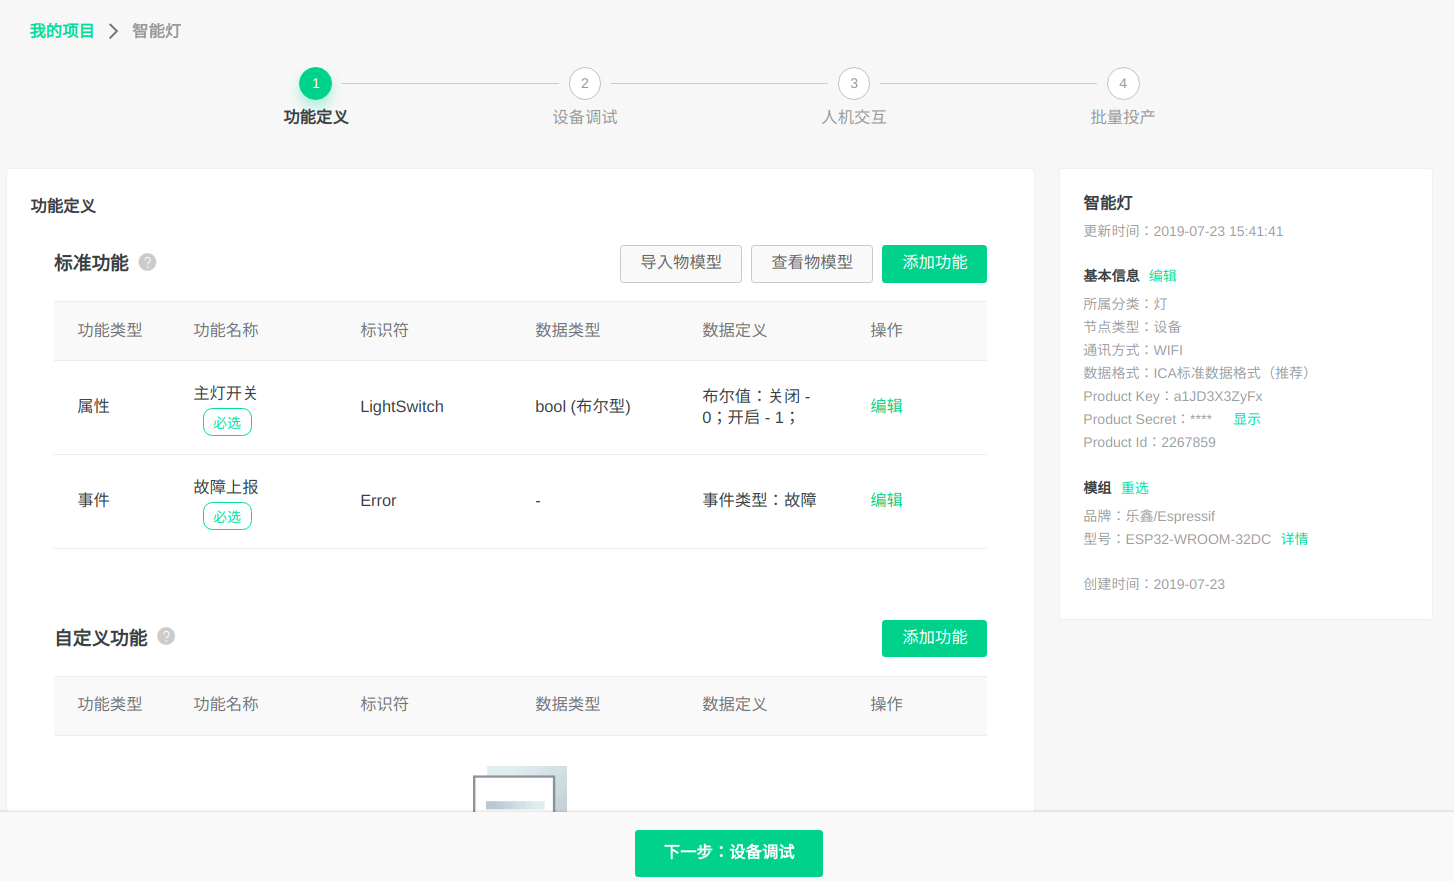 我的项目 > 智能灯
1 2 3 4
功能定义 设备调试 人机交互 批量投产
功能定义
标准功能 ? 导入物模型 查看物模型 添加功能
功能类型 功能名称 标识符 数据类型 数据定义 操作
属性 主灯开关 LightSwitch bool (布尔型) 布尔值：关闭 - 编辑
必选 0；开启 - 1；
事件 故障上报 Error - 事件类型：故障 编辑
必选
自定义功能 ? 添加功能
功能类型 功能名称 标识符 数据类型 数据定义 操作
下一步：设备调试
智能灯
更新时间：2019-07-23 15:41:41
基本信息 编辑
所属分类：灯
节点类型：设备
通讯方式：WIFI
数据格式：ICA标准数据格式（推荐）
Product Key：a1JD3X3ZyFx
Product Secret：**** 显示
Product Id：2267859
模组 重选
品牌：乐鑫/Espressif
型号：ESP32-WROOM-32DC 详情
创建时间：2019-07-23